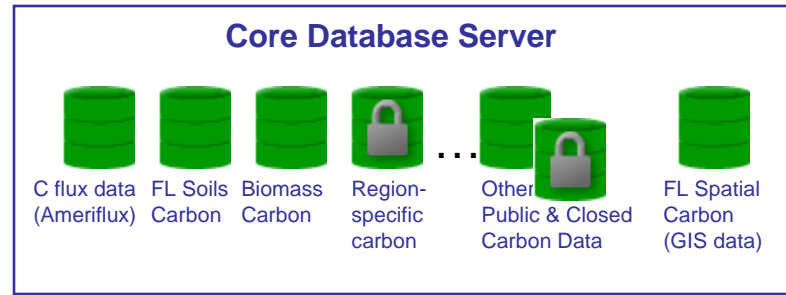 Core Database Server
...
C flux data
(Ameriflux)
FL Soils
Carbon
Biomass
Carbon
Region-
specific
carbon
Other
Public & Closed
Carbon Data
FL Spatial
Carbon
(GIS data)